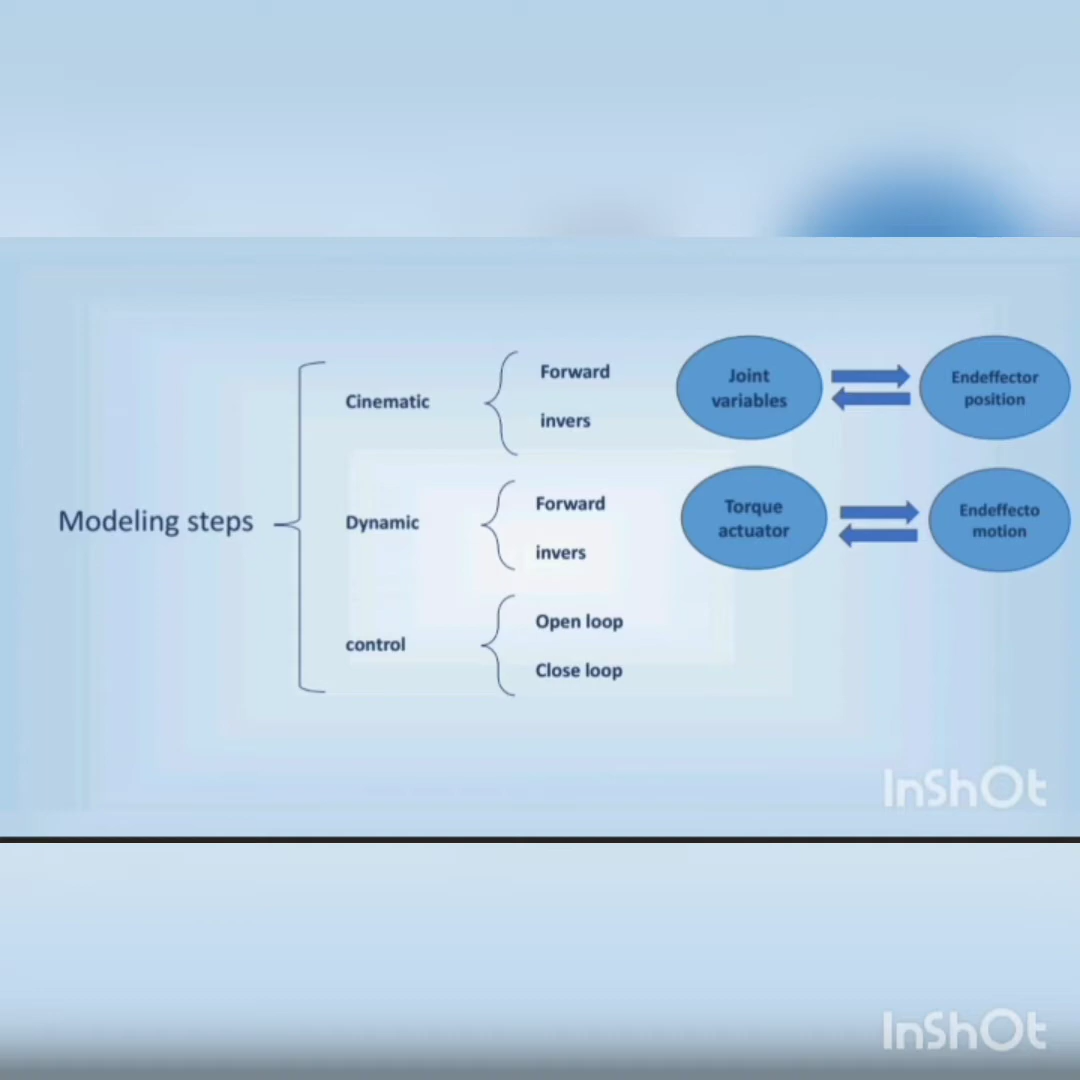 Modeling steps
Cinematic
Forward
invers
Joint
variables
Endeffector
position
Dynamic
Forward
invers
Torque
actuator
Endeffecto
motion
control
Open loop
Close loop
InShOt
InShOt